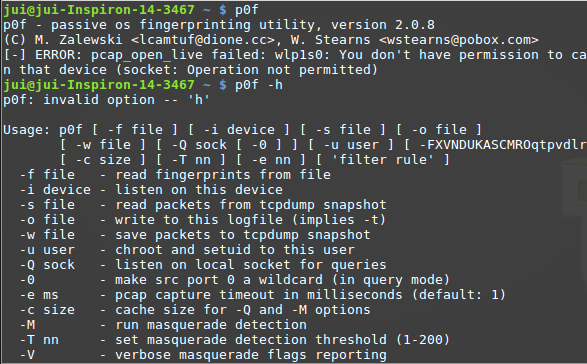 jui@jui-Inspiron-14-3467 ~ $ p0f
p0f - passive os fingerprinting utility, version 2.0.8
(C) M. Zalewski <lcamtuf@dione.cc>, W. Stearns <wstearns@pobox.com>
[-] ERROR: pcap_open_live failed: wlp1s0: You don't have permission to ca
n that device (socket: Operation not permitted)
jui@jui-Inspiron-14-3467 ~ $ p0f -h
p0f: invalid option -- 'h'
Usage: p0f [ -f file ] [ -i device ] [ -s file ] [ -o file ]
[ -w file ] [ -Q sock [ -0 ] ] [ -u user ] [ -FXVNDUKASCMROqtpvdlr
[ -c size ] [ -T nn ] [ -e nn ] [ 'filter rule' ]
-f file - read fingerprints from file
-i device - listen on this device
-s file - read packets from tcpdump snapshot
-o file - write to this logfile (implies -t)
-w file - save packets to tcpdump snapshot
-u user - chroot and setuid to this user
-Q sock - listen on local socket for queries
-0 - make src port 0 a wildcard (in query mode)
-e ms - pcap capture timeout in milliseconds (default: 1)
-c size - cache size for -Q and -M options
-M - run masquerade detection
-T nn - set masquerade detection threshold (1-200)
-V - verbose masquerade flags reporting